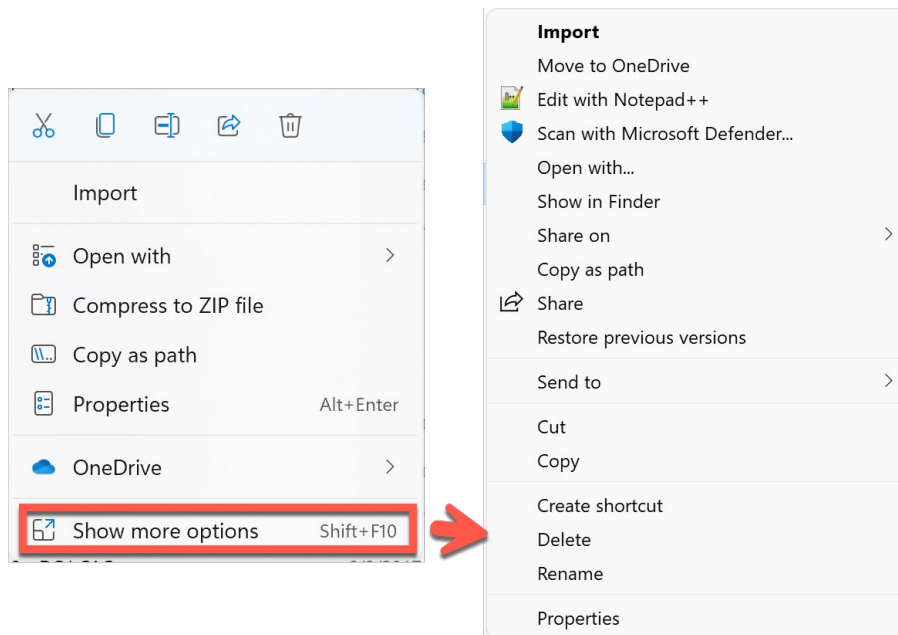 Import
Open with
Compress to ZIP file
Copy as path
Properties Alt+Enter
OneDrive
Show more options Shift+F10
Import
Move to OneDrive
Edit with Notepad++
Scan with Microsoft Defender...
Open with...
Show in Finder
Share on
Copy as path
Share
Restore previous versions
Send to
Cut
Copy
Create shortcut
Delete
Rename
Properties